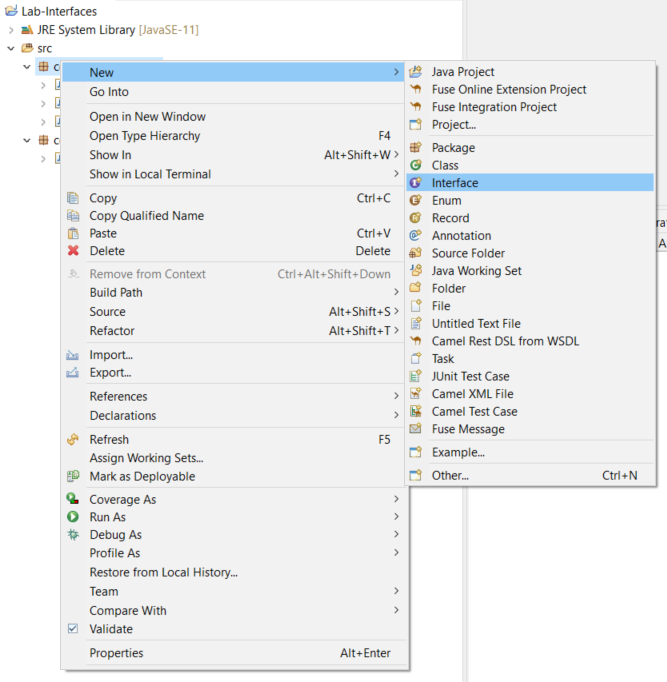 Lab-Interfaces
JRE System Library [JavaSE-11]
src
New
Go Into
Open in New Window
Open Type Hierarchy F4
Show In Alt+Shift+W
Show in Local Terminal
Copy Ctrl+C
Copy Qualified Name
Paste Ctrl+V
Delete Delete
Remove from Context Ctrl+Alt+Shift+Down
Build Path
Source Alt+Shift+S
Refactor Alt+Shift+T
Import...
Export...
References
Declarations
Refresh F5
Assign Working Sets...
Mark as Deployable
Coverage As
Run As
Debug As
Profile As
Restore from Local History...
Team
Compare With
Validate
Properties Alt+Enter
Java Project
Fuse Online Extension Project
Fuse Integration Project
Project...
Package
Class
Interface
Enum
Record
Annotation
Source Folder
Java Working Set
Folder
File
Untitled Text File
Camel Rest DSL from WSDL
Task
JUnit Test Case
Camel XML File
Camel Test Case
Fuse Message
Example...
Other... Ctrl+N